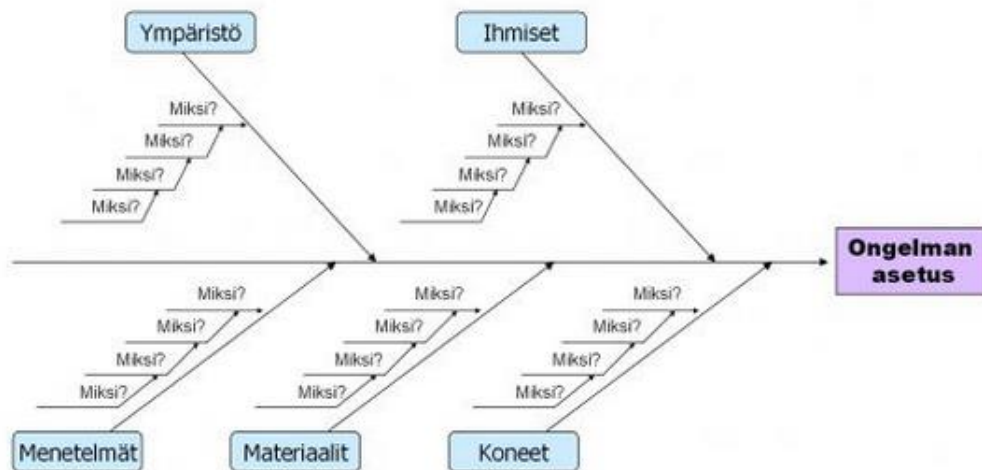 Ympäristö
Ihmiset
Miksi?
Miksi?
Miksi?
Miksi?
Miksi?
Miksi?
Miksi?
Miksi?
Ongelman
asetus
Miksi?
Miksi?
Miksi?
Miksi?
Miksi?
Miksi?
Miksi?
Miksi?
Miksi?
Miksi?
Miksi?
Miksi?
Menetelmät
Materiaalit
Koneet